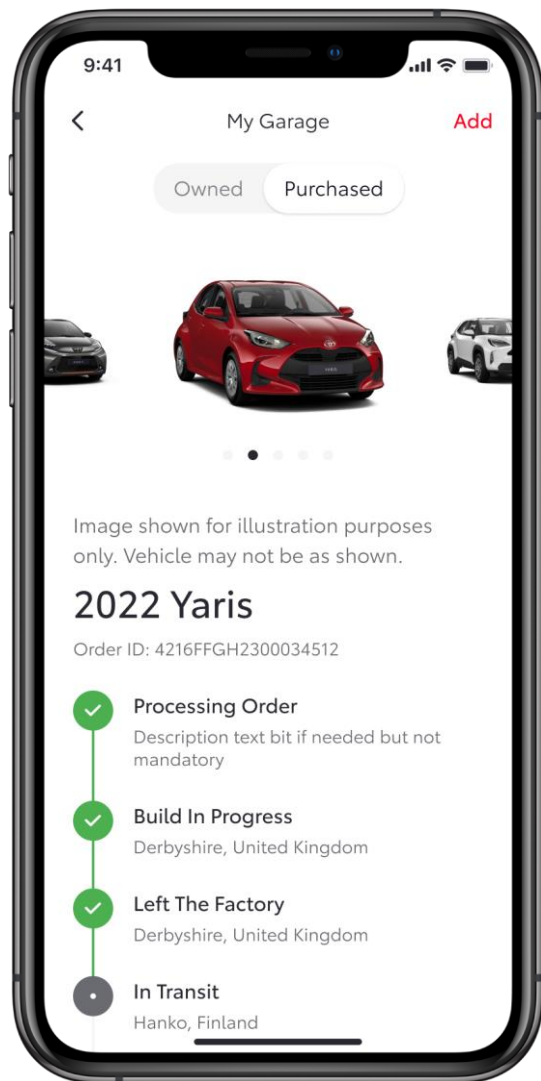 9:41
My Garage
Add
Owned
Purchased
Image shown for illustration purposes
only. Vehicle may not be as shown.
2022 Yaris
Order ID: 4216FFGH2300034512
Processing Order
Description text bit if needed but not
mandatory
Build In Progress
Derbyshire, United Kingdom
Left The Factory
Derbyshire, United Kingdom
In Transit
Hanko, Finland